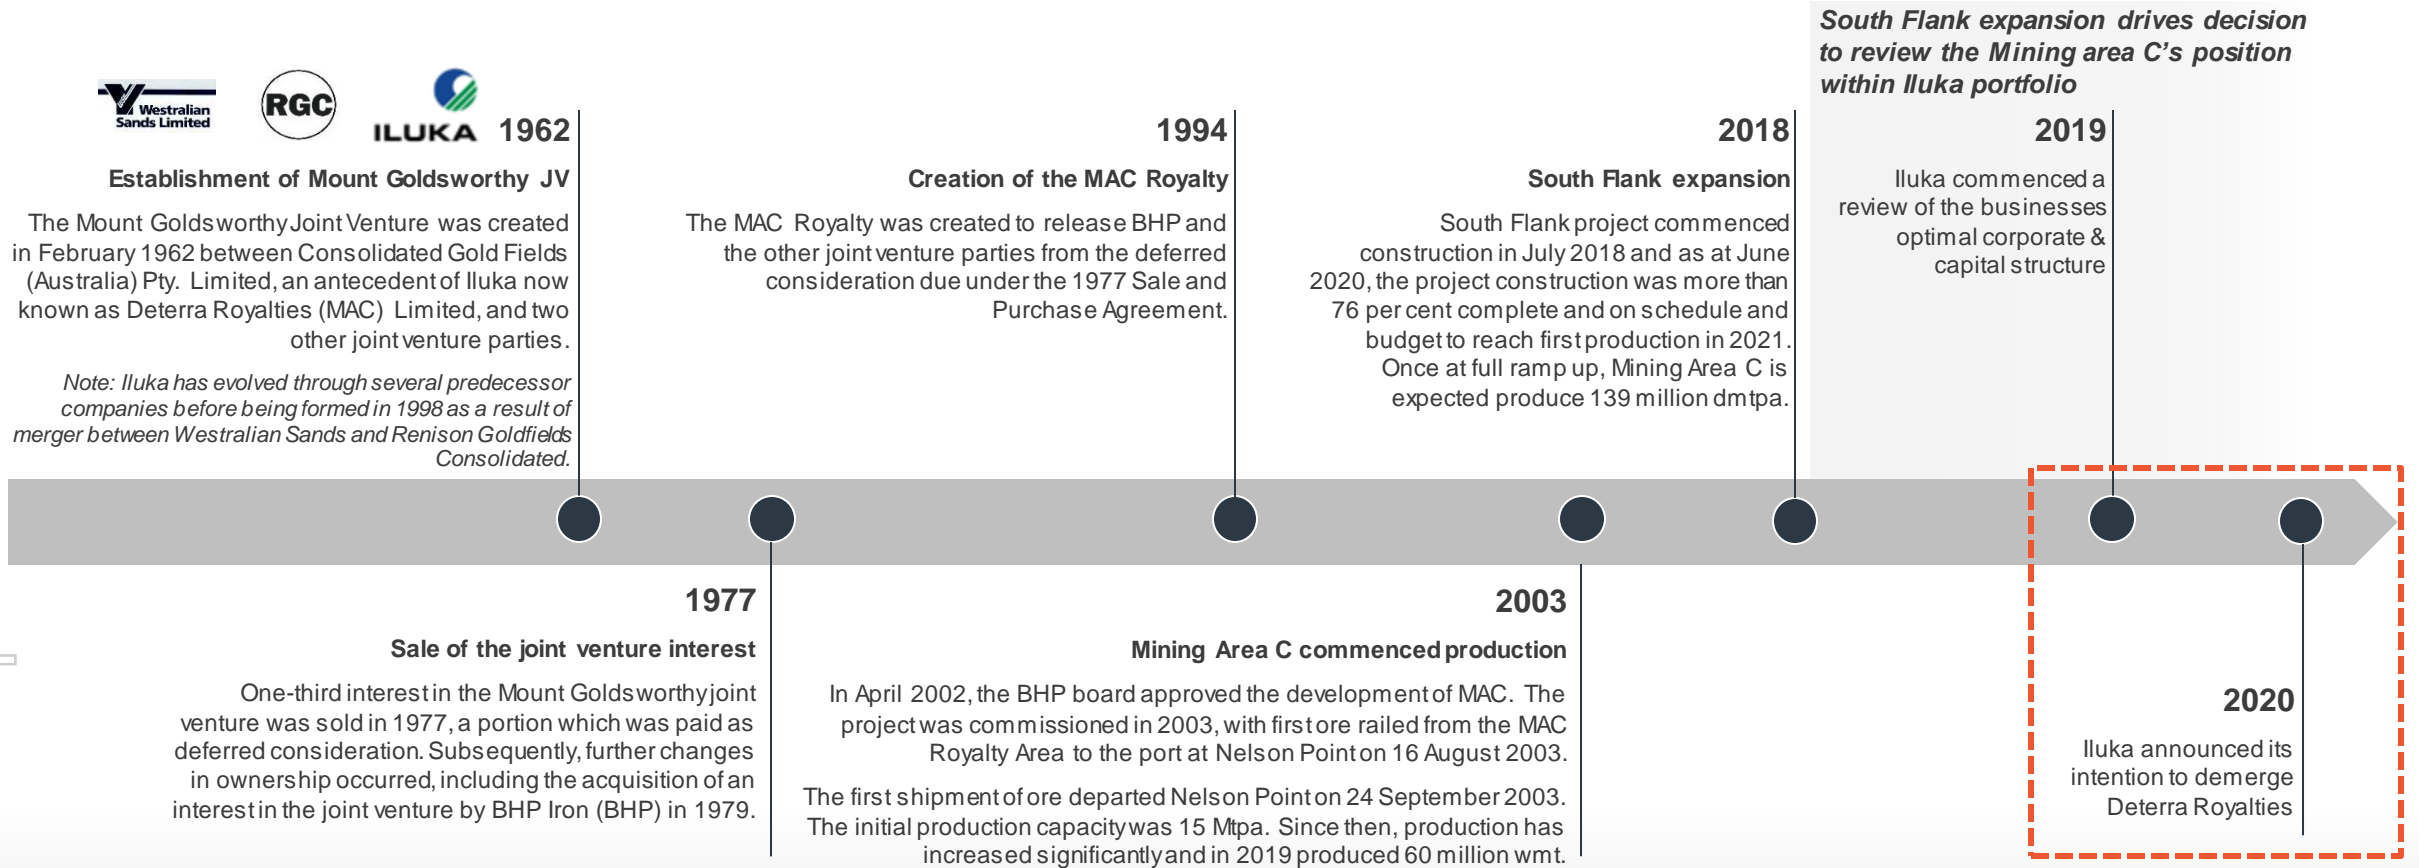 South Flank expansion drives decision
to review the Mining area C's position
within Iluka portfolio
Westralian
Sands Limited
RGC
ILUKA
1962
Establishment of Mount Goldsworthy JV
The Mount Goldsworthy Joint Venture was created
in February 1962 between Consolidated Gold Fields
(Australia) Pty. Limited, an antecedent of Iluka now
known as Deterra Royalties (MAC) Limited, and two
other joint venture parties.
Note: Iluka has evolved through several predecessor
companies before being formed in 1998 as a result of
merger between Westralian Sands and Renison Goldfields
Consolidated.
1994
Creation of the MAC Royalty
The MAC Royalty was created to release BHP and
the other joint venture parties from the deferred
consideration due under the 1977 Sale and
Purchase Agreement.
2018
South Flank expansion
South Flank project commenced
construction in July 2018 and as at June
2020, the project construction was more than
76 per cent complete and on schedule and
budget to reach first production in 2021.
Once at full ramp up, Mining Area C is
expected produce 139 million dmtpa.
2019
Iluka commenced a
review of the businesses
optimal corporate &
capital structure
1977
Sale of the joint venture interest
One-third interest in the Mount Goldsworthy joint
venture was sold in 1977, a portion which was paid as
deferred consideration. Subsequently, further changes
in ownership occurred, including the acquisition of an
interest in the joint venture by BHP Iron (BHP) in 1979.
2003
Mining Area C commenced production
In April 2002, the BHP board approved the development of MAC. The
project was commissioned in 2003, with first ore railed from the MAC
Royalty Area to the port at Nelson Point on 16 August 2003.
The first shipment of ore departed Nelson Point on 24 September 2003.
The initial production capacity was 15 Mtpa. Since then, production has
increased significantly and in 2019 produced 60 million wmt.
2020
Iluka announced its
intention to demerge
Deterra Royalties